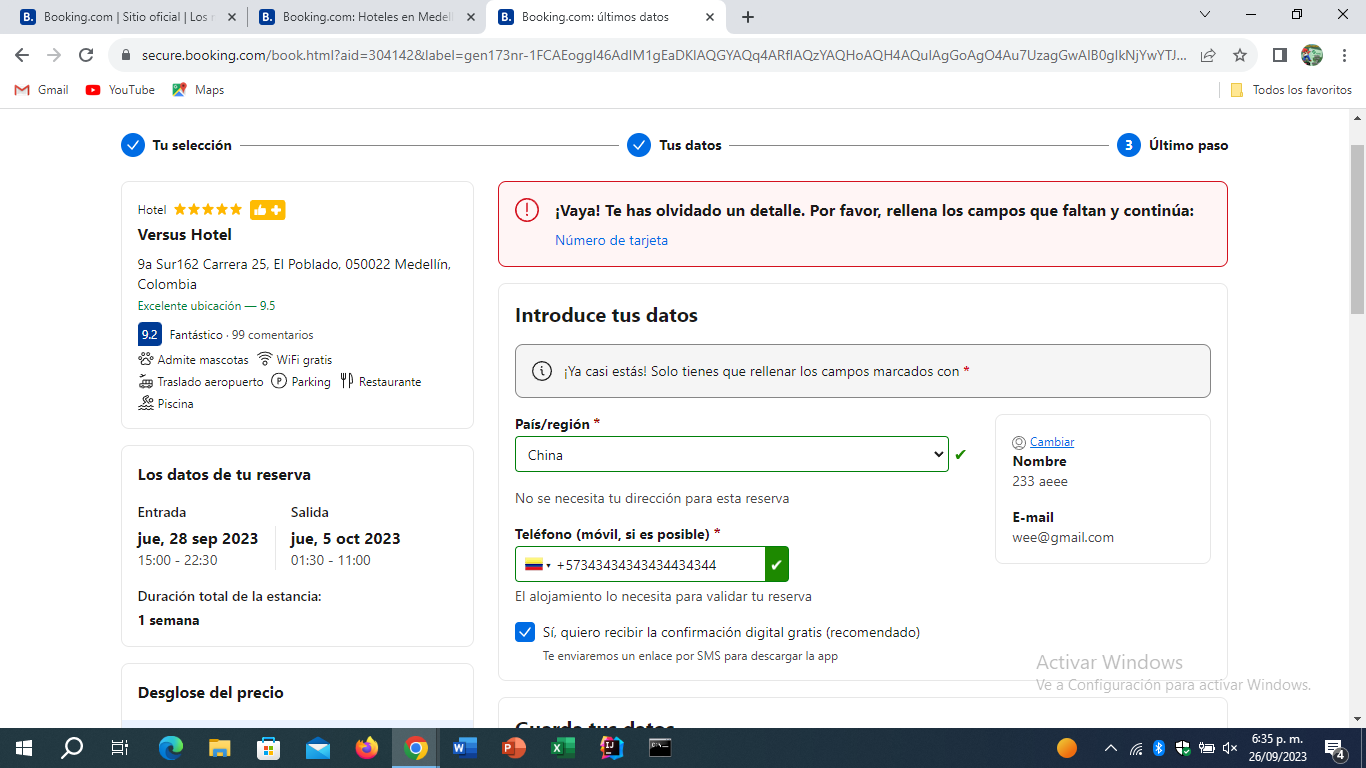 Booking.com | Sitio oficial | Los
Booking.com: Hoteles en Medell
Booking.com: últimos datos
secure.booking.com/book.html?aid=304142&label=gen173nr-1FCAEoggI46AdIM1gEaDKIAQGYAQq4ARfIAQzYAQHoAQH4AQuIAgGoAgO4Au7UzagGwAIB0gIkNjYwYTJ...
Gmail
YouTube
Maps
Todos los favoritos
Tu selección
Tus datos
3 Último paso
Hotel
Versus Hotel
9a Sur162 Carrera 25, El Poblado, 050022 Medellín,
Colombia
Excelente ubicación — 9.5
9.2 Fantástico · 99 comentarios
Admite mascotas WiFi gratis
Traslado aeropuerto P Parking Restaurante
Piscina
Los datos de tu reserva
Entrada
Salida
jue, 28 sep 2023
jue, 5 oct 2023
15:00 - 22:30
01:30 - 11:00
Duración total de la estancia:
1 semana
Desglose del precio
¡Vaya! Te has olvidado un detalle. Por favor, rellena los campos que faltan y continúa:
Número de tarjeta
Introduce tus datos
¡Ya casi estás! Solo tienes que rellenar los campos marcados con *
País/región *
China
No se necesita tu dirección para esta reserva
Teléfono (móvil, si es posible) *
+57343434343434434344
El alojamiento lo necesita para validar tu reserva
Sí, quiero recibir la confirmación digital gratis (recomendado)
Te enviaremos un enlace por SMS para descargar la app
Cambiar
Nombre
233 aeee
E-mail
wee@gmail.com
Guarda tus datos
Activar Windows
Ve a Configuración para activar Windows.
6:35 p. m.
26/09/2023
4